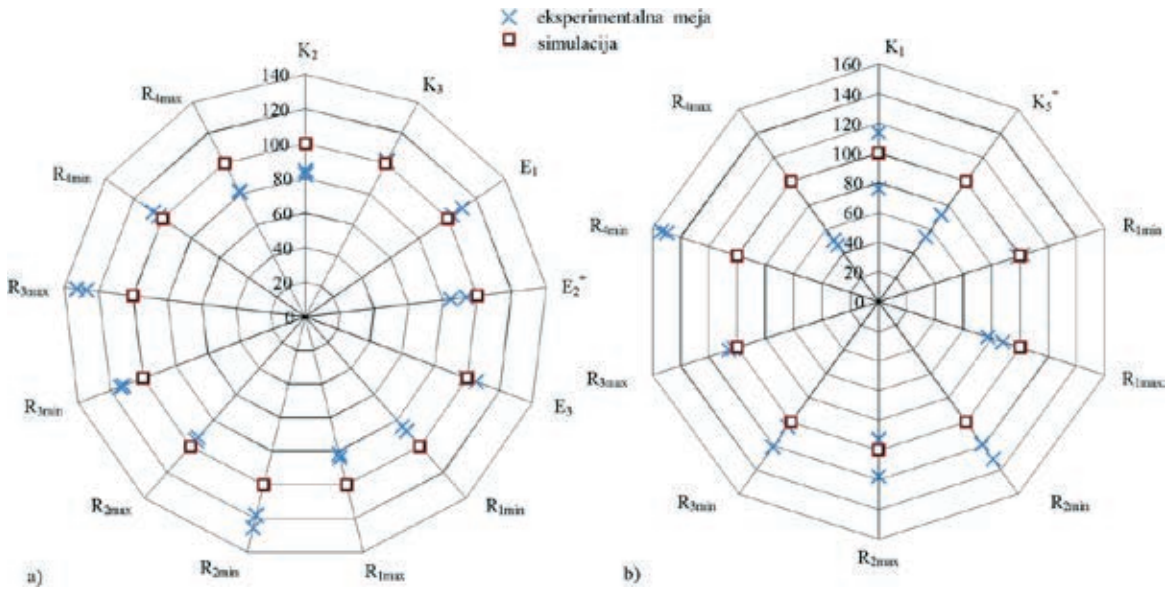 eksperimentalna meja
simulacija
K₂
K₃
E₁
E₂*
E₃
R₁min
R₁max
R₂min
R₂max
R₃min
R₃max
R₄min
R₄max
140
120
100
80
60
40
20
0
a)
K₁
K₅*
R₁min
R₁max
R₂min
R₂max
R₃min
R₃max
R₄min
R₄max
160
140
120
100
80
60
40
20
0
b)